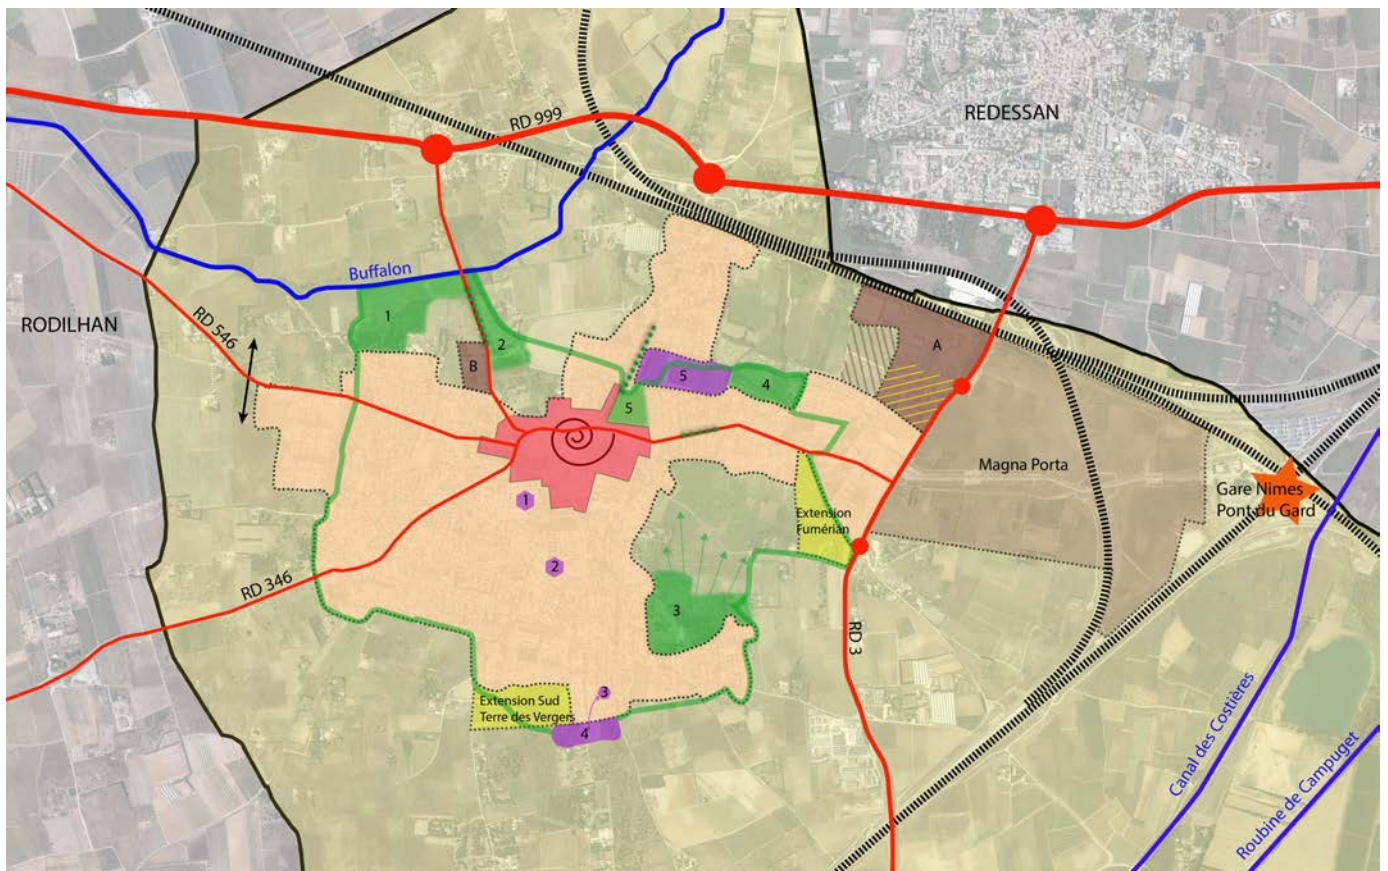 RD 999
REDESSAN
Buffalon
RODILHAN
RD 546
1
2
B
A
5
4
5
Magna Porta
Gare Nimes
Pont du Gard
1
Extension
Fumérian
2
RD 346
3
RD 3
3
Extension Sud
Terre des Vergers
4
Canal des Costières
Roubine de Campuget